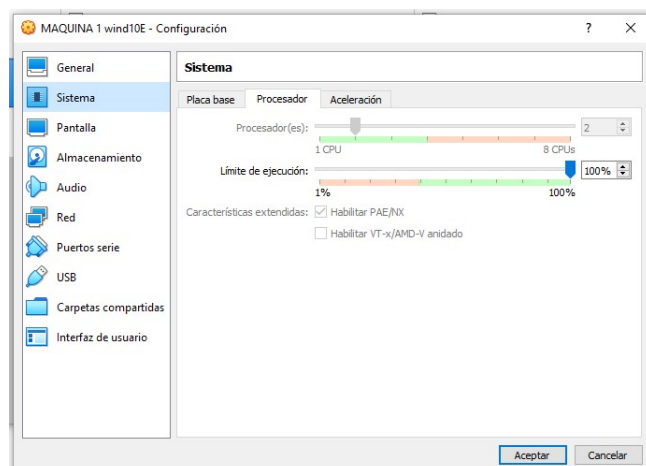 MAQUINA 1 wind10E - Configuración
General
Sistema
Pantalla
Almacenamiento
Audio
Red
Puertos serie
USB
Carpetas compartidas
Interfaz de usuario
Sistema
Placa base Procesador Aceleración
Procesador(es): 2
1 CPU 8 CPUs
Límite de ejecución: 100%
1% 100%
Características extendidas: Habilitar PAE/NX
Habilitar VT-x/AMD-V anidado
Aceptar Cancelar